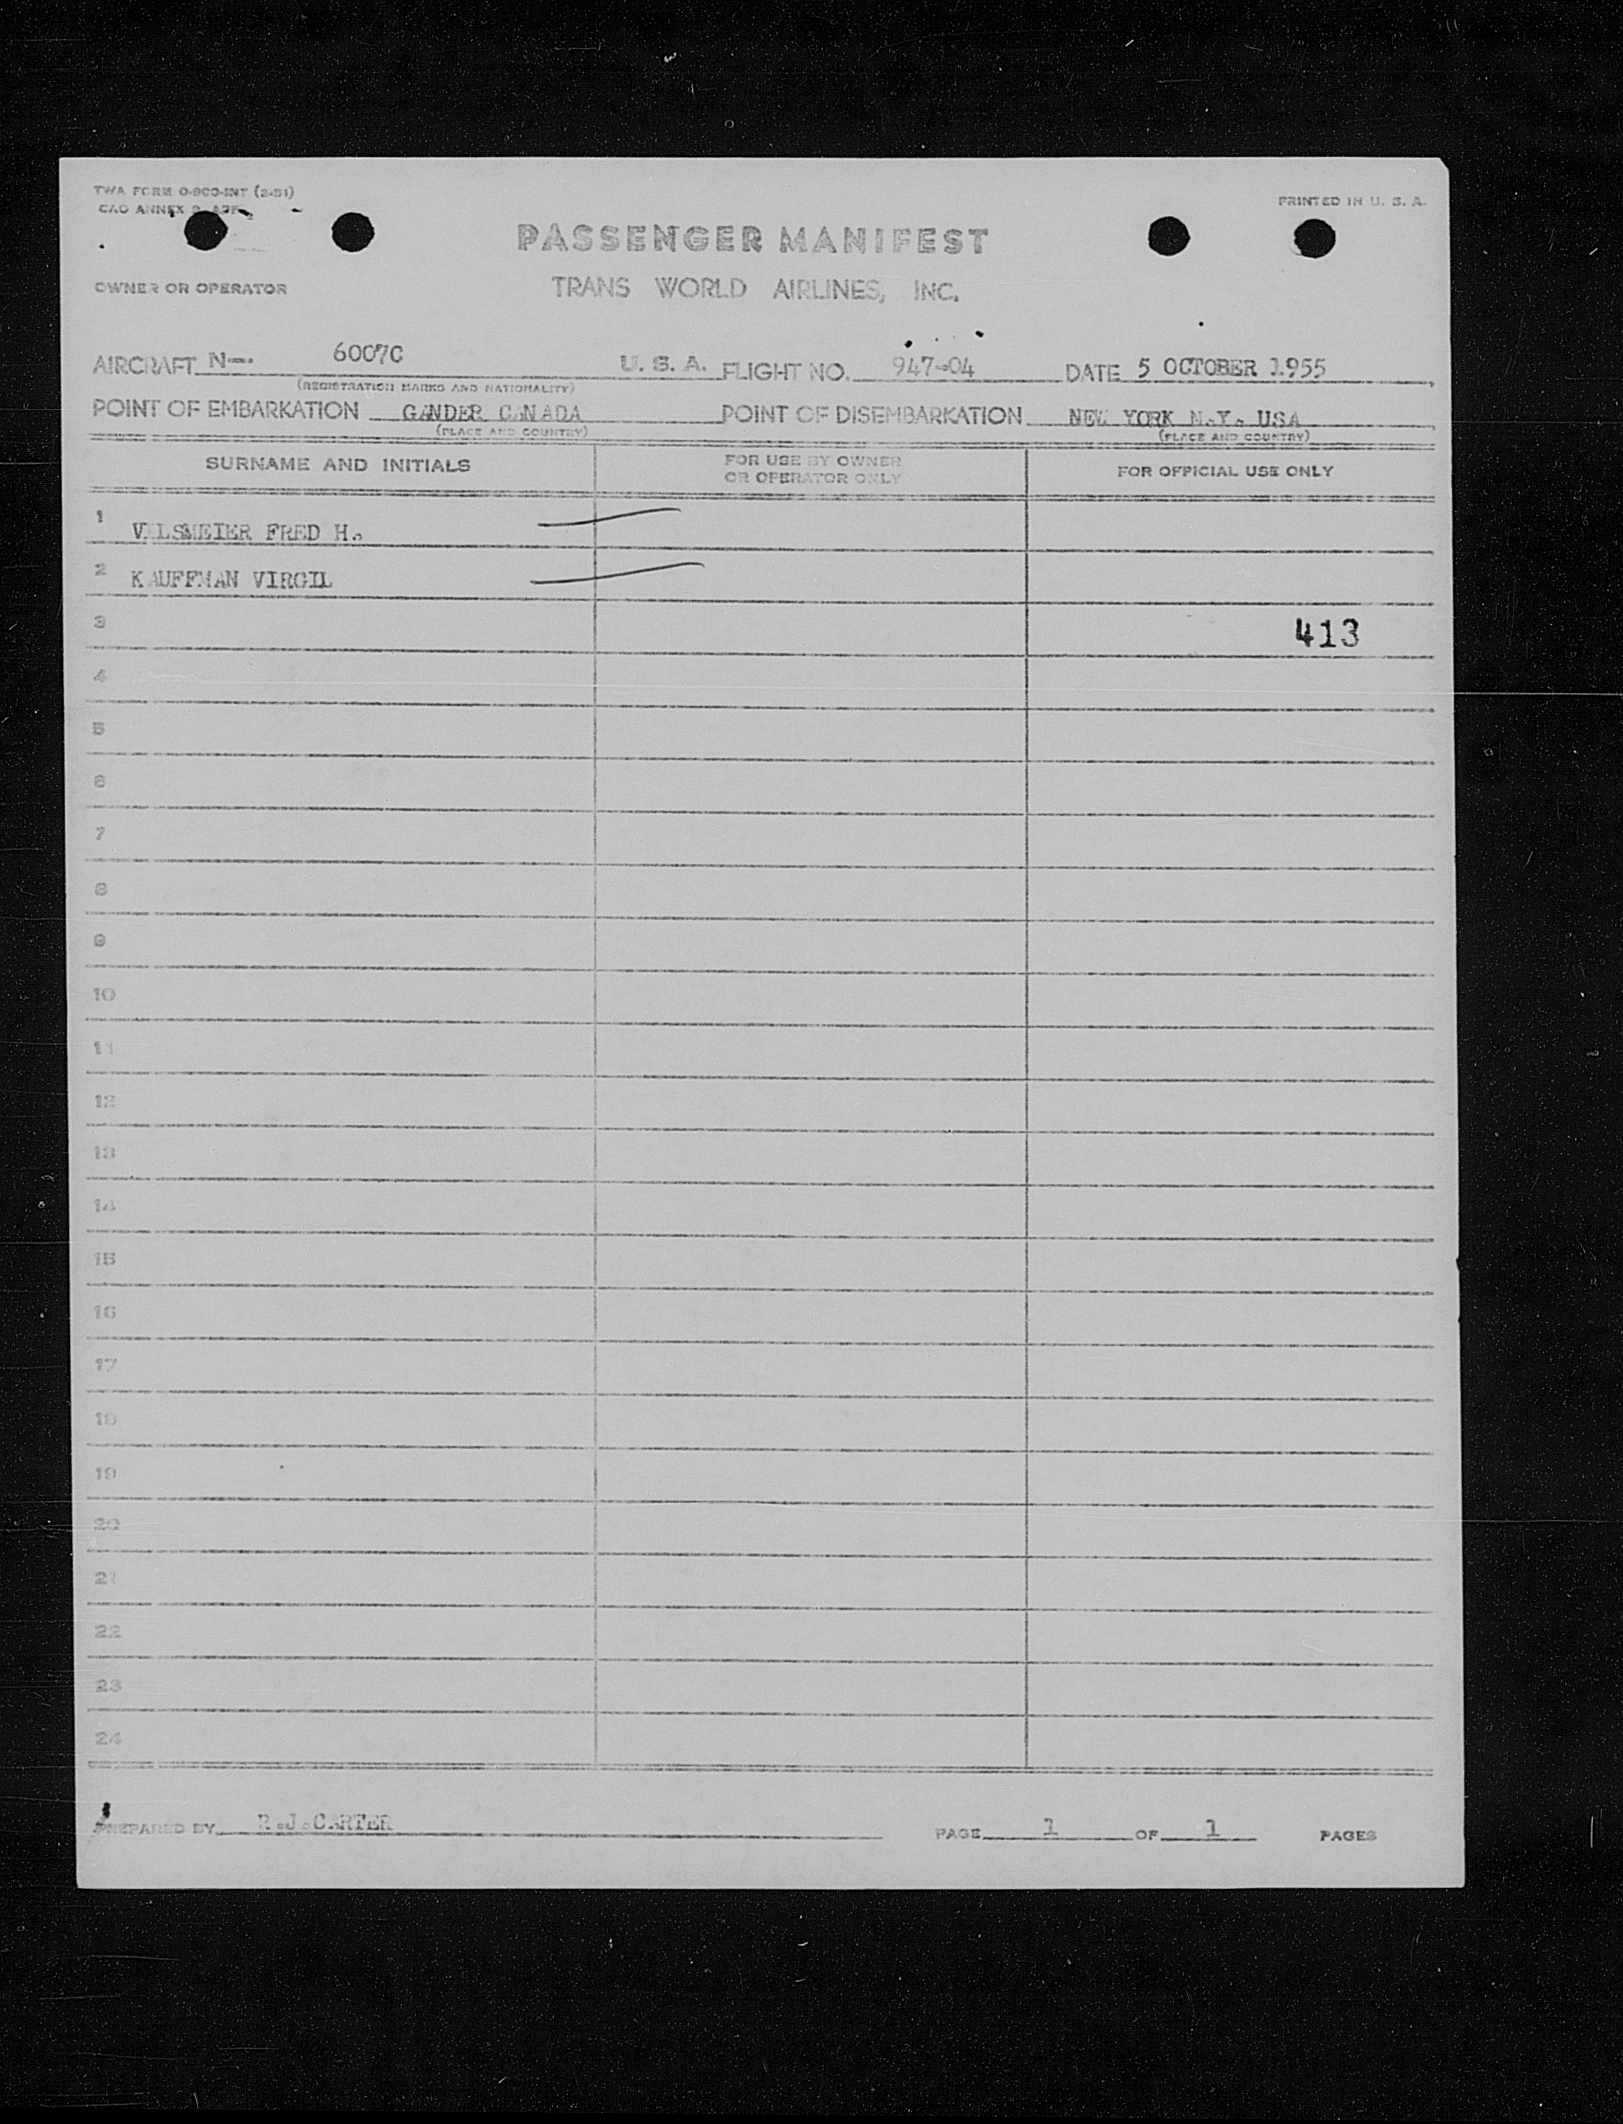 TWA FORM O-900-INT (2-51)
PRINTED IN U. S. A.
CAO ANNEX 9
PASSENGER MANIFEST
OWNER OR OPERATOR
TRANS WORLD AIRLINES, INC.
AIRCRAFT N--. 6007C U. S. A. FLIGHT NO. 947-04 DATE 5 OCTOBER 1955
(REGISTRATION MARKS AND NATIONALITY)
POINT OF EMBARKATION GANDER CANADA POINT OF DISEMBARKATION NEW YORK N.Y. USA
(PLACE AND COUNTRY) (PLACE AND COUNTRY)
SURNAME AND INITIALS FOR USE BY OWNER OR OPERATOR ONLY FOR OFFICIAL USE ONLY
1 FRED H.
2 KAUFFMAN VIRGIL
3 413
4
5
6
7
8
9
10
11
12
13
14
15
16
17
18
19
20
21
22
23
24
PREPARED BY R.J.CARTER PAGE 1 OF 1 PAGES